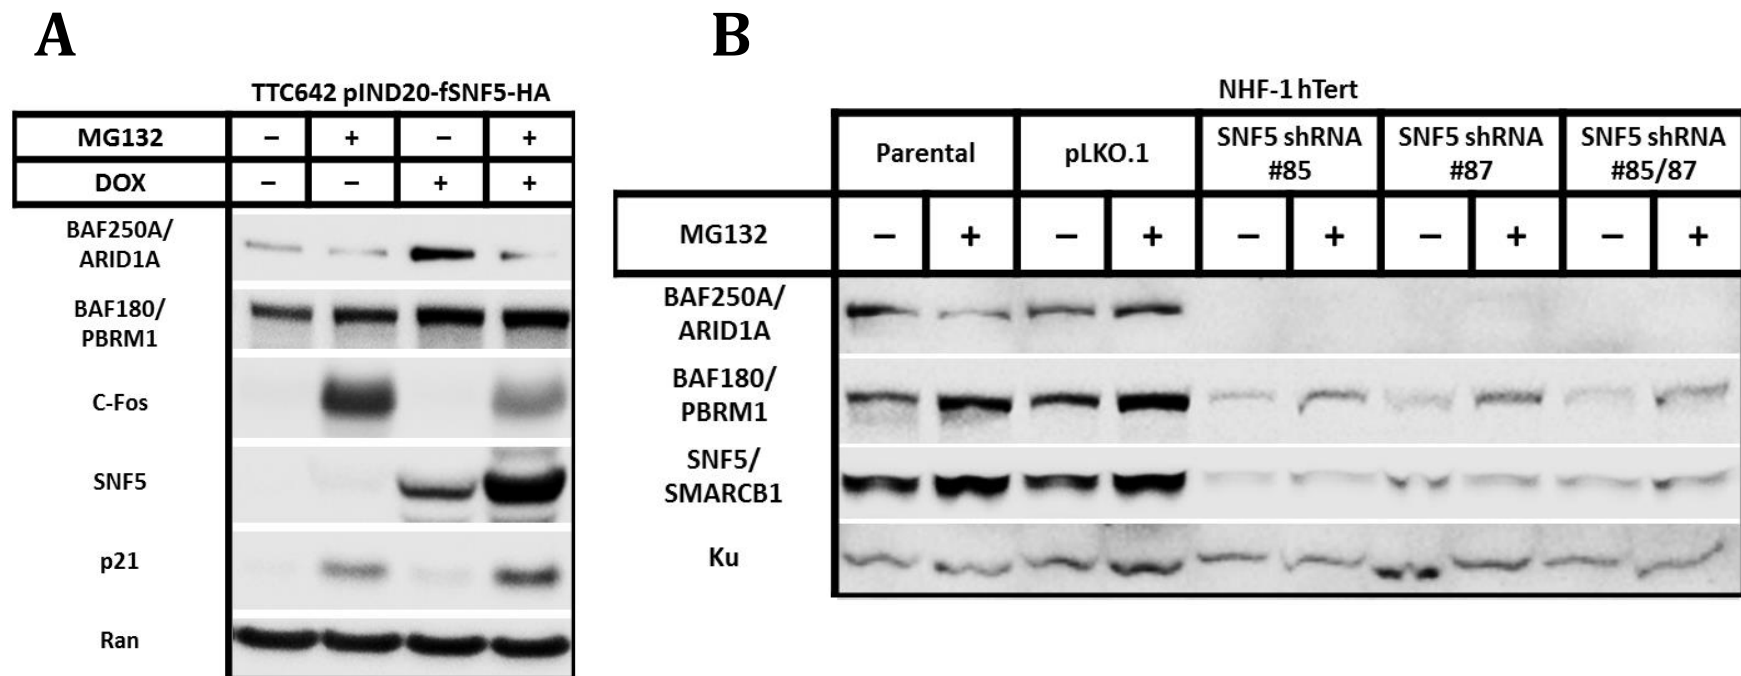 A
TTC642 pIND20-fSNF5-HA
MG132 – + – +
DOX – – + +
BAF250A/
ARID1A
BAF180/
PBRM1
C-Fos
SNF5
p21
Ran
B
NHF-1 hTert
Parental pLKO.1 SNF5 shRNA #85 SNF5 shRNA #87 SNF5 shRNA #85/87
MG132 – + – + – + – + – +
BAF250A/
ARID1A
BAF180/
PBRM1
SNF5/
SMARCB1
Ku